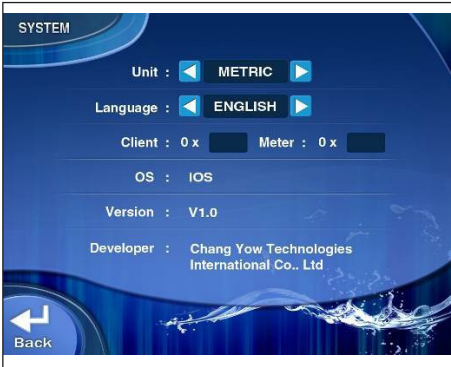 SYSTEM
Unit : METRIC
Language : ENGLISH
Client : 0 x Meter : 0 x
OS : IOS
Version : V1.0
Developer : Chang Yow Technologies
International Co.. Ltd
Back